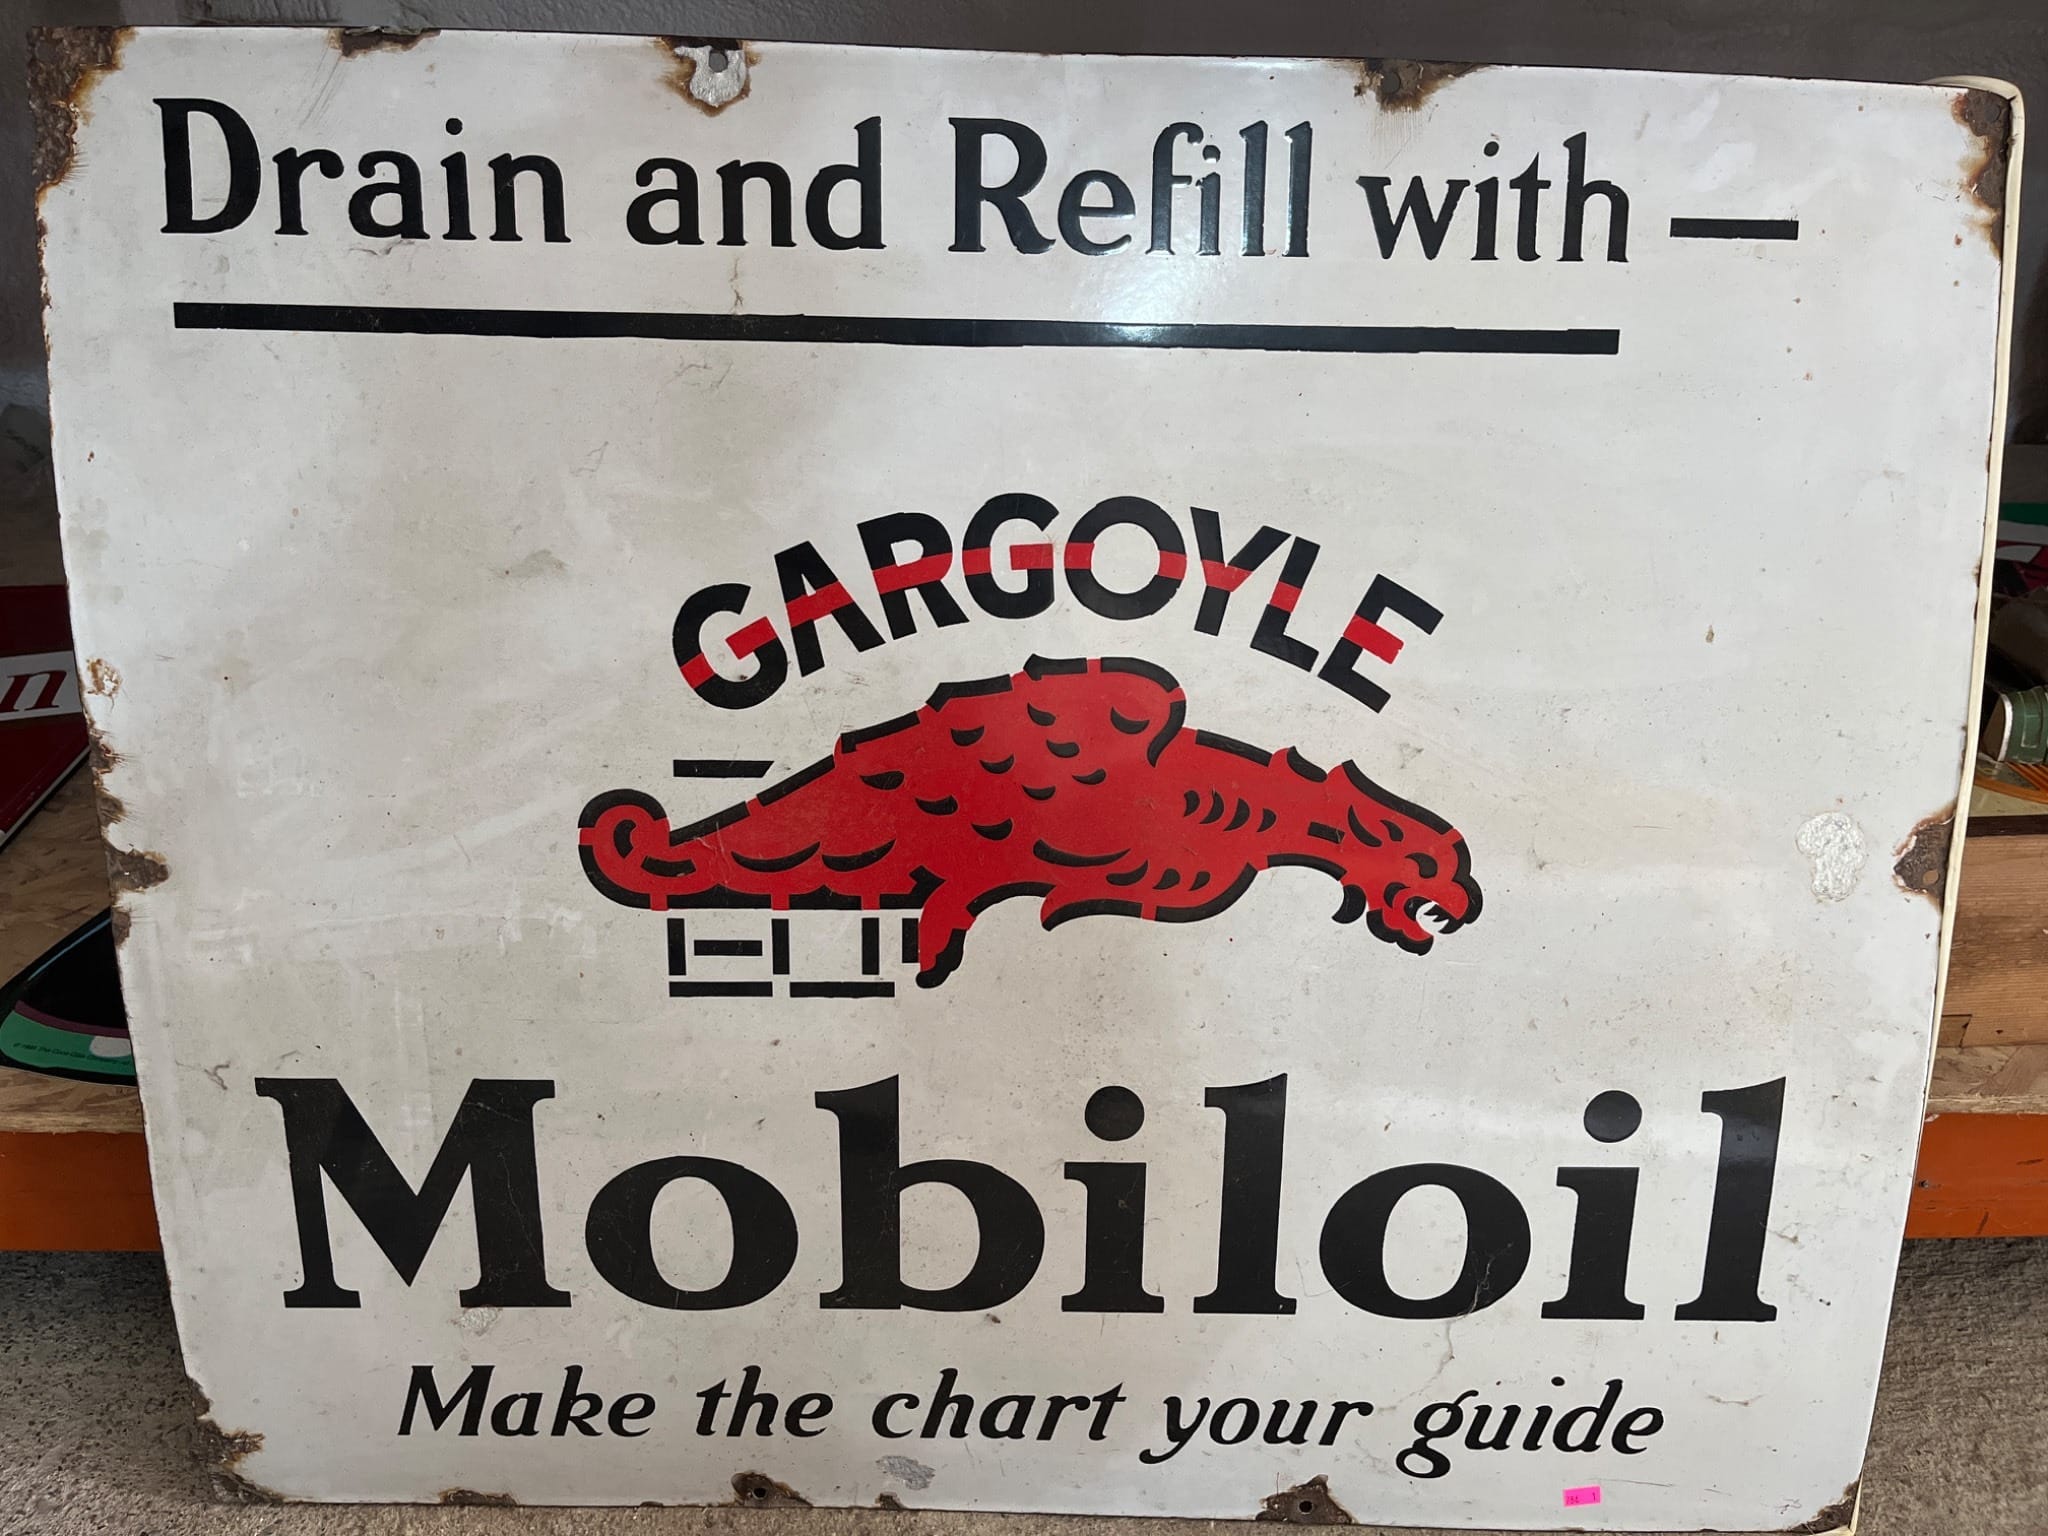 Drain and Refill with —
GARGOYLE
Mobiloil
Make the chart your guide